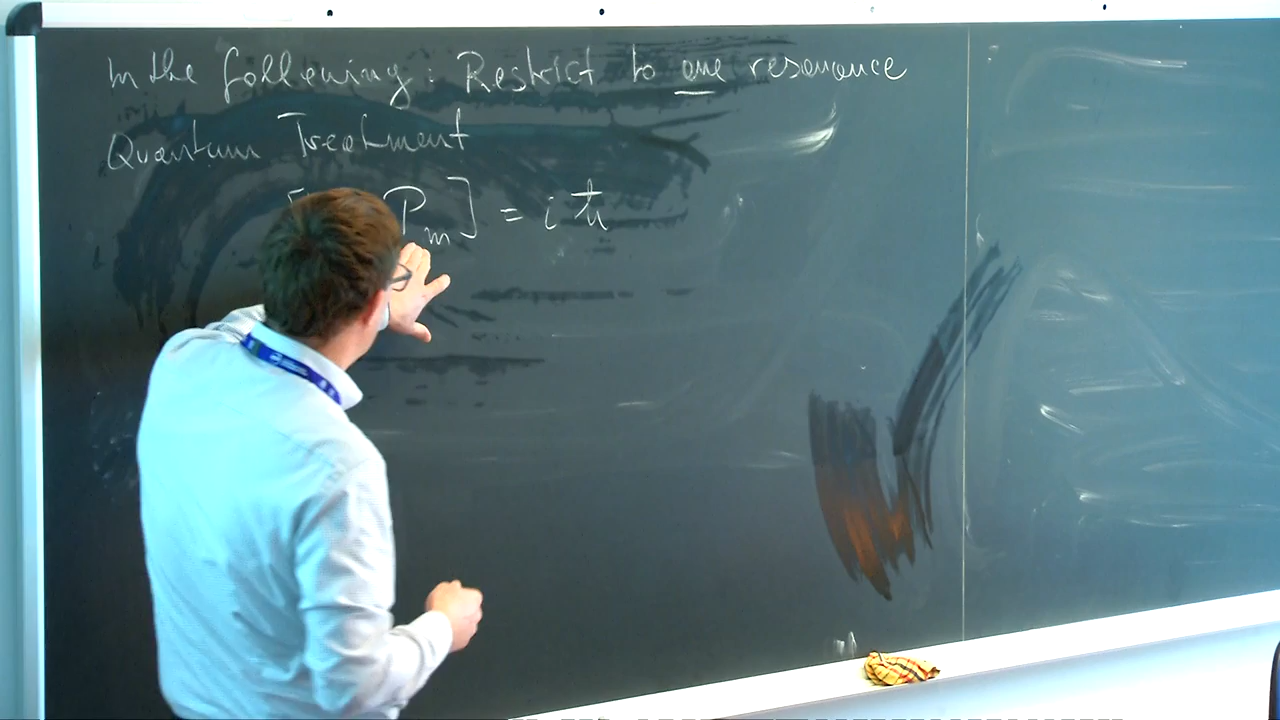 In the following: Restrict to one resonance
Quantum Treatment
[ P_m ] = iħ